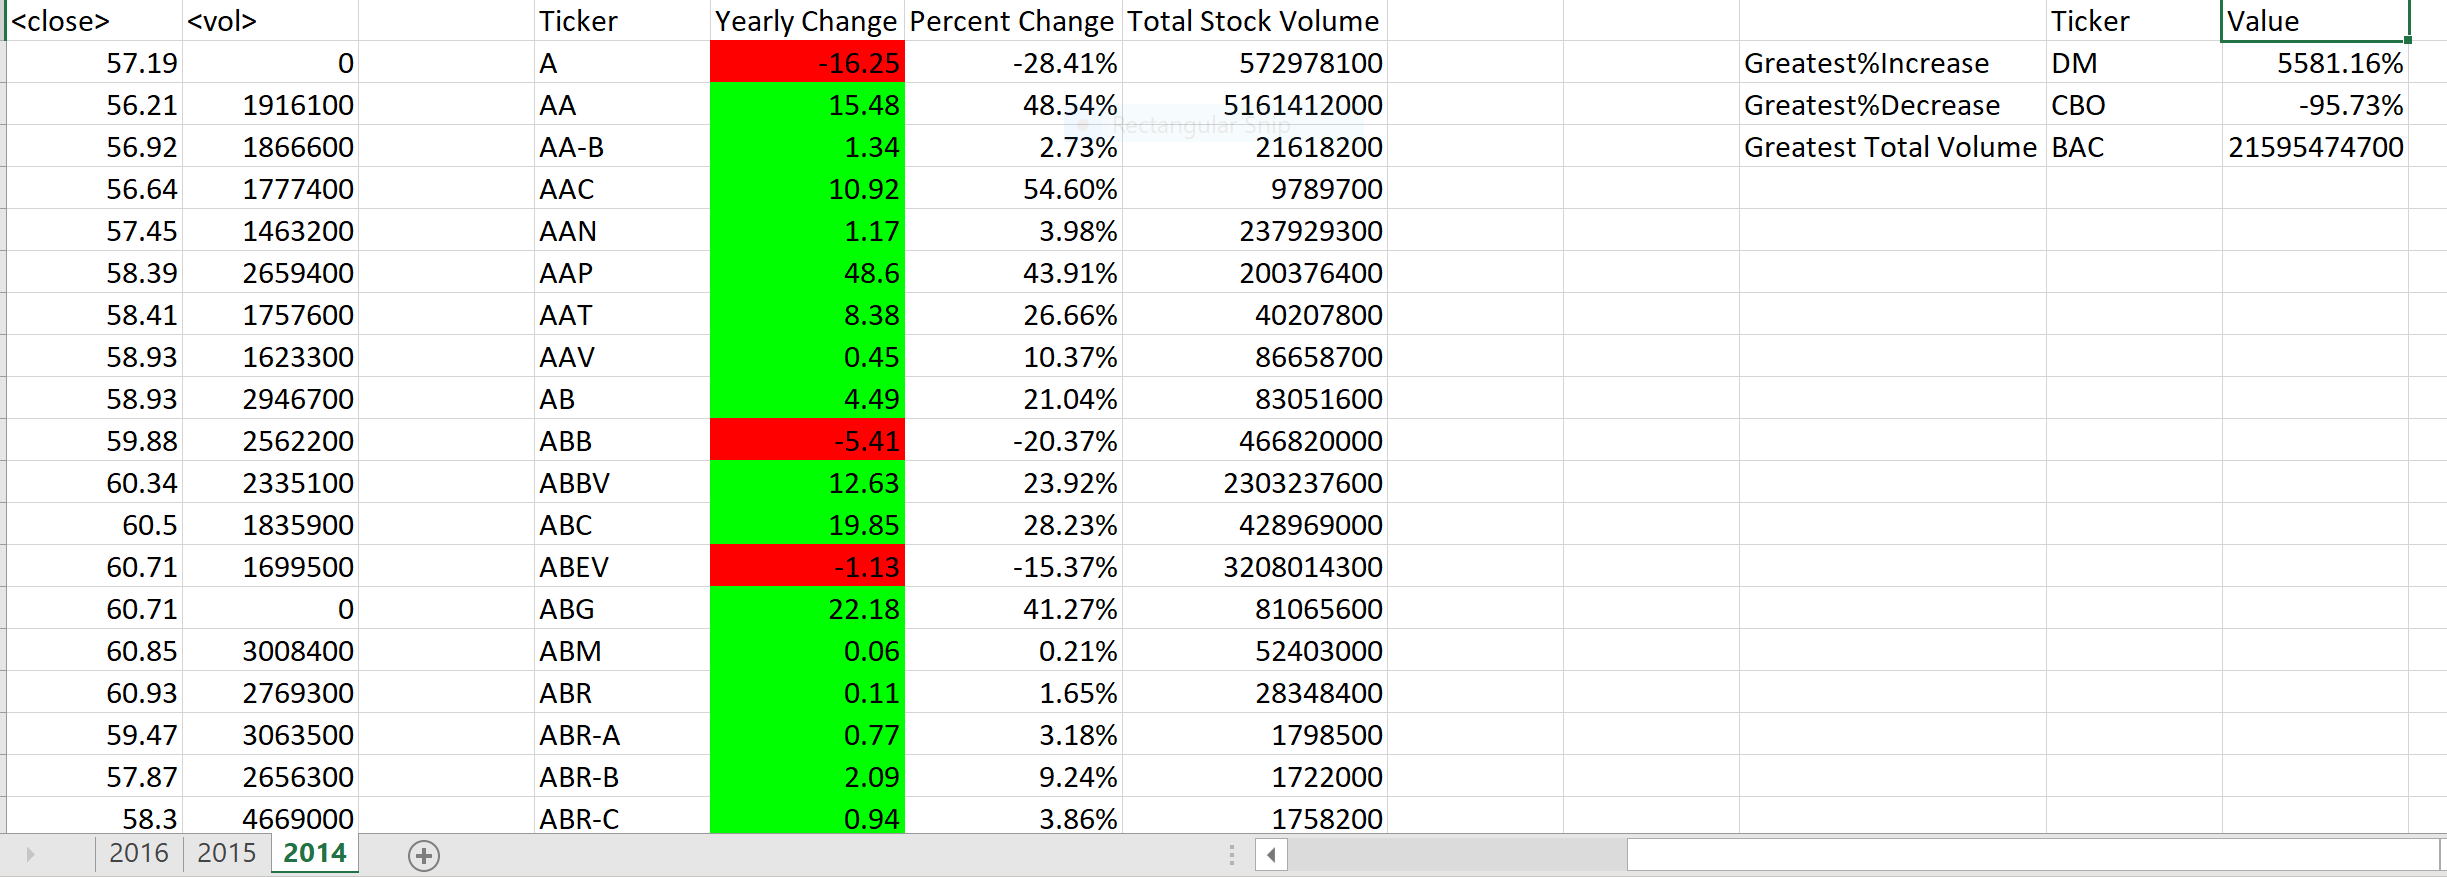 <close> <vol> Ticker Yearly Change Percent Change Total Stock Volume Ticker Value
57.19 0 A -16.25 -28.41% 572978100 Greatest%Increase DM 5581.16%
56.21 1916100 AA 15.48 48.54% 5161412000 Greatest%Decrease CBO -95.73%
Rectangular Snip
56.92 1866600 AA-B 1.34 2.73% 21618200 Greatest Total Volume BAC 21595474700
56.64 1777400 AAC 10.92 54.60% 9789700
57.45 1463200 AAN 1.17 3.98% 237929300
58.39 2659400 AAP 48.6 43.91% 200376400
58.41 1757600 AAT 8.38 26.66% 40207800
58.93 1623300 AAV 0.45 10.37% 86658700
58.93 2946700 AB 4.49 21.04% 83051600
59.88 2562200 ABB -5.41 -20.37% 466820000
60.34 2335100 ABBV 12.63 23.92% 2303237600
60.5 1835900 ABC 19.85 28.23% 428969000
60.71 1699500 ABEV -1.13 -15.37% 3208014300
60.71 0 ABG 22.18 41.27% 81065600
60.85 3008400 ABM 0.06 0.21% 52403000
60.93 2769300 ABR 0.11 1.65% 28348400
59.47 3063500 ABR-A 0.77 3.18% 1798500
57.87 2656300 ABR-B 2.09 9.24% 1722000
58.3 4669000 ABR-C 0.94 3.86% 1758200
2016 2015 2014